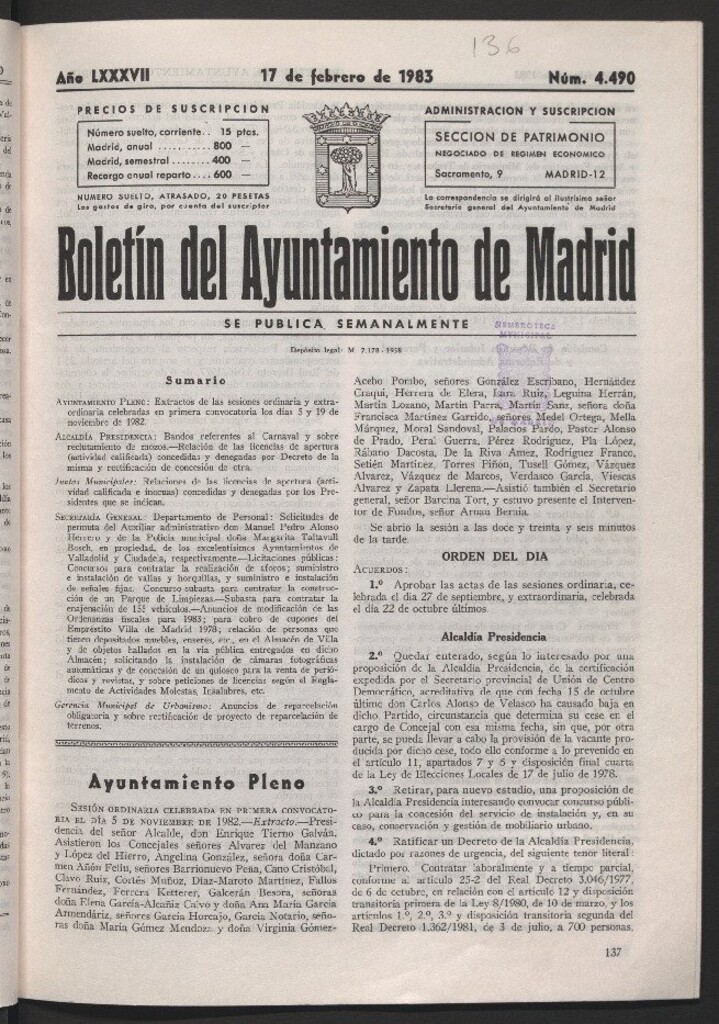 136
Año LXXXVII
17 de febrero de 1983
Núm. 4.490
PRECIOS DE SUSCRIPCION
Número suelto, corriente.. 15 ptas.
Madrid, anual ........... 800 —
Madrid, semestral ........ 400 —
Recargo anual reparto.... 600 —
NUMERO SUELTO, ATRASADO, 20 PESETAS
Los gastos de giro, por cuenta del suscriptor
ADMINISTRACION Y SUSCRIPCION
SECCION DE PATRIMONIO
NEGOCIADO DE REGIMEN ECONOMICO
Sacramento, 9 MADRID-12
La correspondencia se dirigirá al ilustrísimo señor
Secretario general del Ayuntamiento de Madrid
Boletín del Ayuntamiento de Madrid
SE PUBLICA SEMANALMENTE
HEMEROTECA
MUNICIPAL
Depósito legal: M 7.178 - 1958
Sumario
AYUNTAMIENTO PLENO: Extractos de las sesiones ordinaria y extra-
ordinaria celebradas en primera convocatoria los días 5 y 19 de
noviembre de 1982.
ALCALDÍA PRESIDENCIA: Bandos referentes al Carnaval y sobre
reclutamiento de mozos.—Relación de las licencias de apertura
(actividad calificada) concedidas y denegadas por Decreto de la
misma y rectificación de concesión de otra.
Juntas Municipales: Relaciones de las licencias de apertura (acti-
vidad calificada e inocuas) concedidas y denegadas por los Pre-
sidentes que se indican.
SECRETARÍA GENERAL: Departamento de Personal: Solicitudes de
permuta del Auxiliar administrativo don Manuel Pedro Alonso
Herrero y de la Policía municipal doña Margarita Taltavull
Bosch, en propiedad, de los excelentísimos Ayuntamientos de
Valladolid y Ciudadela, respectivamente.—Licitaciones públicas:
Concursos para contratar la realización de aforos; suministro
e instalación de vallas y horquillas, y suministro e instalación
de señales fijas. Concurso-subasta para contratar la construc-
ción de un Parque de Limpiezas.—Subasta para contratar la
enajenación de 155 vehículos.—Anuncios de modificación de las
Ordenanzas fiscales para 1983; para cobro de cupones del
Empréstito Villa de Madrid 1978; relación de personas que
tienen depositados muebles, enseres, etc., en el Almacén de Villa
y de objetos hallados en la vía pública entregados en dicho
Almacén; solicitando la instalación de cámaras fotográficas
automáticas y de concesión de un quiosco para la venta de perió-
dicos y revistas, y sobre peticiones de licencias según el Regla-
mento de Actividades Molestas, Insalubres, etc.
Gerencia Municipal de Urbanismo: Anuncios de reparcelación
obligatoria y sobre rectificación de proyecto de reparcelación de
terrenos.
Ayuntamiento Pleno
SESIÓN ORDINARIA CELEBRADA EN PRIMERA CONVOCATO-
RIA EL DÍA 5 DE NOVIEMBRE DE 1982.—Extracto.—Presi-
dencia del señor Alcalde, don Enrique Tierno Galván.
Asistieron los Concejales señores Alvarez del Manzano
y López del Hierro, Angelina González, señora doña Car-
men Añón Feliu, señores Barrionuevo Peña, Cano Cristóbal,
Clavo Ruiz, Cortés Muñoz, Díaz-Maroto Martínez, Fullos
Fernández, Ferrera Ketterer, Galcerán Besora, señoras
doña Elena García-Alcañiz Calvo y doña Ana María García
Armendáriz, señores García Horcajo, García Notario, seño-
ras doña María Gómez Mendoza y doña Virginia Gómez-
Acebo Pombo, señores González Escribano, Hernández
Craqui, Herrera de Elera, Lara Ruiz, Leguina Herrán,
Martín Lozano, Martín Parra, Martín Sanz, señora doña
Francisca Martínez Garrido, señores Medel Ortega, Mella
Márquez, Moral Sandoval, Palacios Pardo, Pastor Alonso
de Prado, Peral Guerra, Pérez Rodríguez, Pla López,
Rábano Dacosta, De la Riva Amez, Rodríguez Franco,
Setién Martínez, Torres Piñón, Tusell Gómez, Vázquez
Alvarez, Vázquez de Marcos, Verdasco García, Viescas
Alvarez y Zapata Llerena.—Asistió también el Secretario
general, señor Barcina Tort, y estuvo presente el Interven-
tor de Fondos, señor Arnau Bernia.
Se abrió la sesión a las doce y treinta y seis minutos
de la tarde.
ORDEN DEL DIA
ACUERDOS:
1.º Aprobar las actas de las sesiones ordinaria, ce-
lebrada el día 27 de septiembre, y extraordinaria, celebrada
el día 22 de octubre últimos.
Alcaldía Presidencia
2.º Quedar enterado, según lo interesado por una
proposición de la Alcaldía Presidencia, de la certificación
expedida por el Secretario provincial de Unión de Centro
Democrático, acreditativa de que con fecha 15 de octubre
último don Carlos Alonso de Velasco ha causado baja en
dicho Partido, circunstancia que determina su cese en el
cargo de Concejal con esa misma fecha, sin que, por otra
parte, se pueda llevar a cabo la provisión de la vacante pro-
ducida por dicho cese, todo ello conforme a lo prevenido en
el artículo 11, apartados 7 y 6 y disposición final cuarta
de la Ley de Elecciones Locales de 17 de julio de 1978.
3.º Retirar, para nuevo estudio, una proposición de
la Alcaldía Presidencia interesando convocar concurso públi-
co para la concesión del servicio de instalación y, en su
caso, conservación y gestión de mobiliario urbano.
4.º Ratificar un Decreto de la Alcaldía Presidencia,
dictado por razones de urgencia, del siguiente tenor literal:
Primero. Contratar laboralmente y a tiempo parcial,
conforme al artículo 25-2 del Real Decreto 3.046/1977,
de 6 de octubre, en relación con el artículo 12 y disposición
transitoria primera de la Ley 8/1980, de 10 de marzo, y los
artículos 1.º, 2.º, 3.º y disposición transitoria segunda del
Real Decreto 1.362/1981, de 3 de julio, a 700 personas,
137